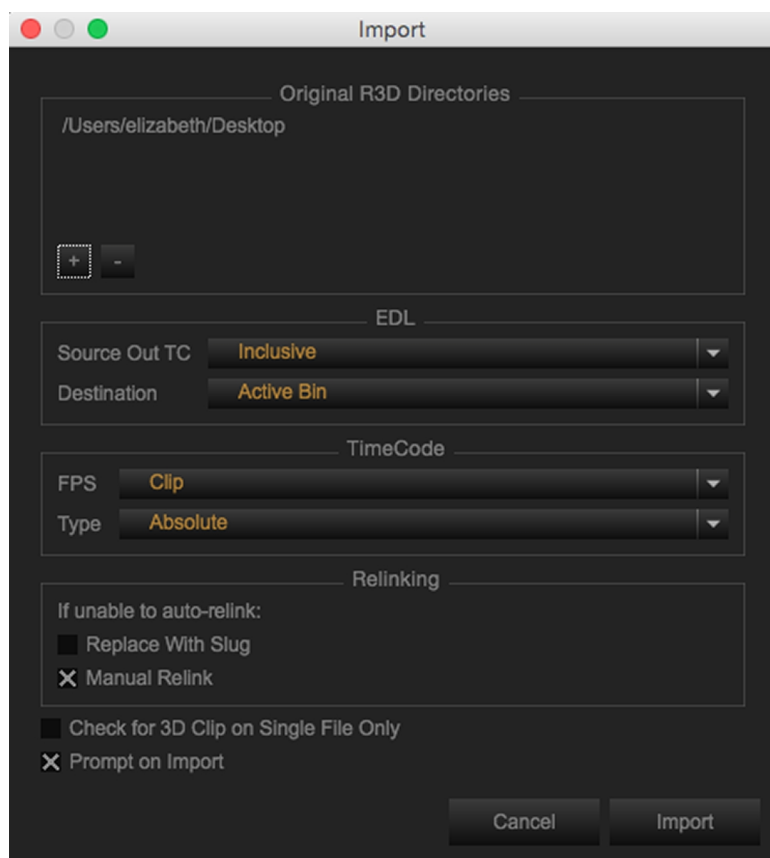 Import
Original R3D Directories
/Users/elizabeth/Desktop
+ -
EDL
Source Out TC Inclusive
Destination Active Bin
TimeCode
FPS Clip
Type Absolute
Relinking
If unable to auto-relink:
Replace With Slug
Manual Relink
Check for 3D Clip on Single File Only
Prompt on Import
Cancel Import